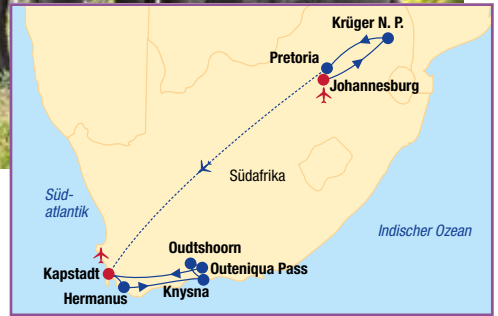 Krüger N. P.
Pretoria
Johannesburg
Südafrika
Süd-
atlantik
Indischer Ozean
Oudtshoorn
Kapstadt
Outeniqua Pass
Hermanus
Knysna